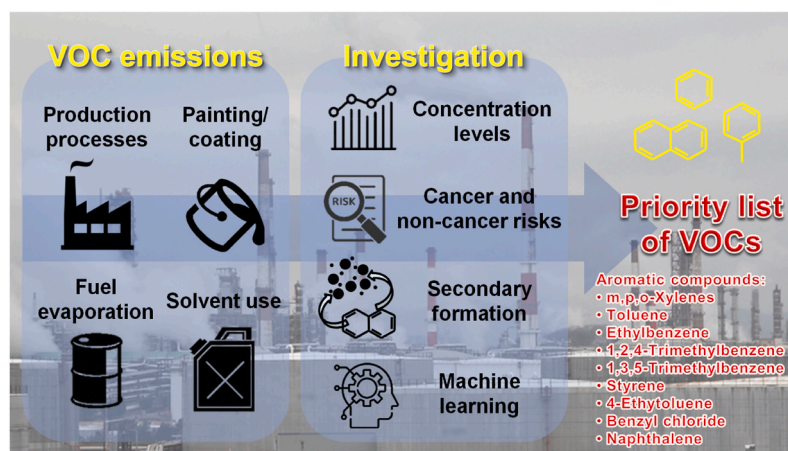 VOC emissions
Production
processes
Painting/
coating
Fuel
evaporation
Solvent use
Investigation
Concentration
levels
RISK
Cancer and
non-cancer risks
Secondary
formation
Machine
learning
Priority list
of VOCs
Aromatic compounds:
• m,p,o-Xylenes
• Toluene
• Ethylbenzene
• 1,2,4-Trimethylbenzene
• 1,3,5-Trimethylbenzene
• Styrene
• 4-Ethytoluene
• Benzyl chloride
• Naphthalene